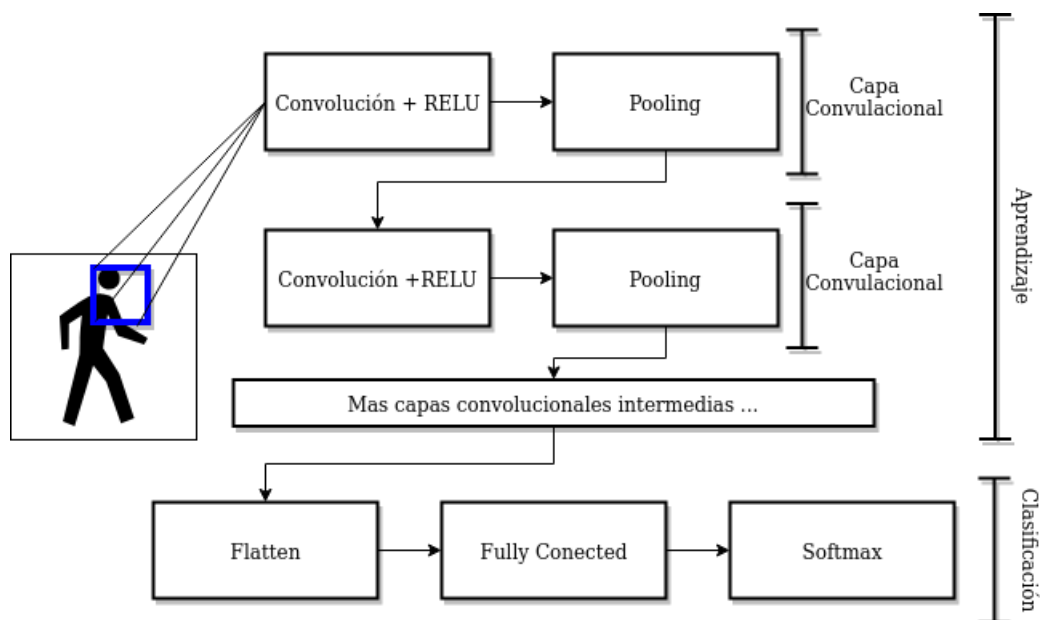 Convolución + RELU
Pooling
Capa
Convulacional
Convolución +RELU
Pooling
Capa
Convulacional
Aprendizaje
Mas capas convolucionales intermedias ...
Flatten
Fully Conected
Softmax
Clasificación